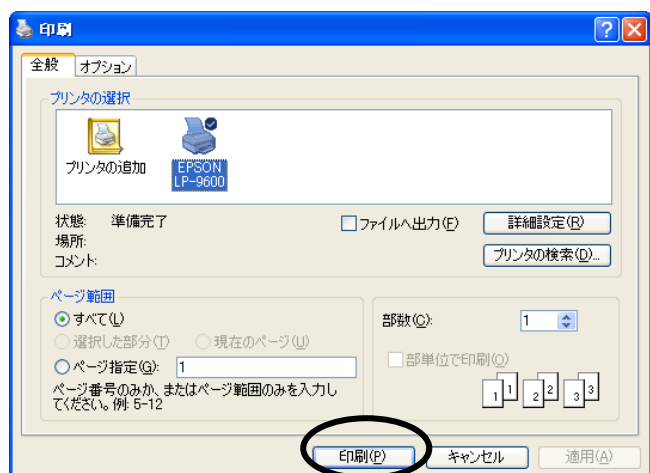 印刷
全般 オプション
プリンタの選択
プリンタの追加
EPSON
LP-9600
状態: 準備完了
場所:
コメント:
ファイルへ出力(F)
詳細設定(R)
プリンタの検索(D)...
ページ範囲
すべて(L)
選択した部分(T) 現在のページ(U)
ページ指定(G): 1
ページ番号のみか、またはページ範囲のみを入力し
てください。例: 5-12
部数(C): 1
部単位で印刷(O)
1 1 2 2 3 3
印刷(P) キャンセル 適用(A)